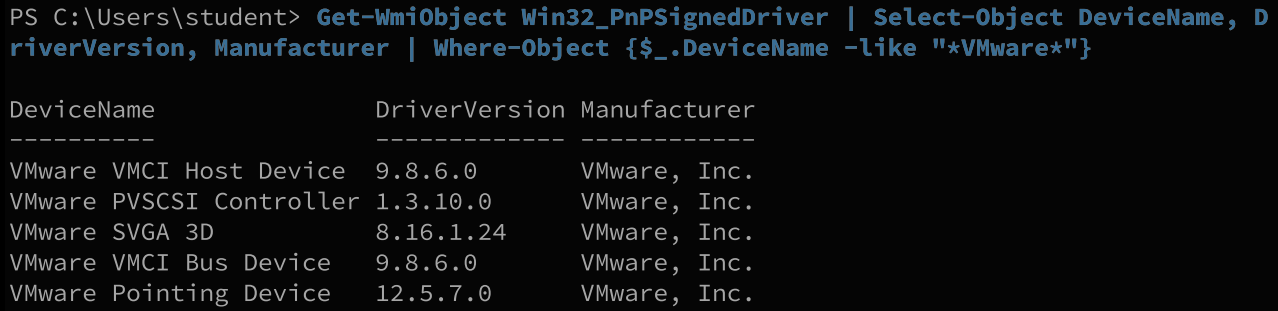 PS C:\Users\student> Get-WmiObject Win32_PnPSignedDriver | Select-Object DeviceName, D
riverVersion, Manufacturer | Where-Object {$_.DeviceName -like "*VMware*"}
DeviceName               DriverVersion Manufacturer
----------               ------------- ------------
VMware VMCI Host Device  9.8.6.0       VMware, Inc.
VMware PVSCSI Controller 1.3.10.0      VMware, Inc.
VMware SVGA 3D           8.16.1.24     VMware, Inc.
VMware VMCI Bus Device   9.8.6.0       VMware, Inc.
VMware Pointing Device   12.5.7.0      VMware, Inc.